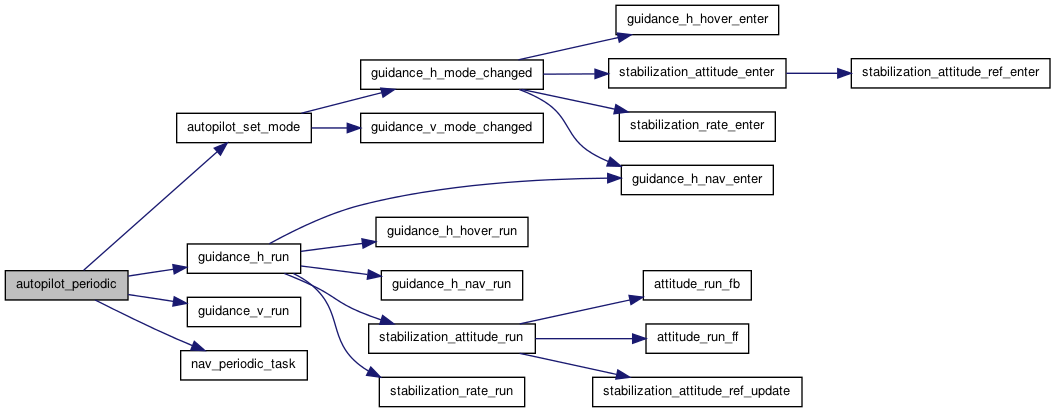 guidance_h_hover_enter
guidance_h_mode_changed
stabilization_attitude_enter
stabilization_attitude_ref_enter
autopilot_set_mode
guidance_v_mode_changed
stabilization_rate_enter
guidance_h_nav_enter
guidance_h_hover_run
guidance_h_run
autopilot_periodic
guidance_h_nav_run
attitude_run_fb
guidance_v_run
stabilization_attitude_run
attitude_run_ff
nav_periodic_task
stabilization_rate_run
stabilization_attitude_ref_update